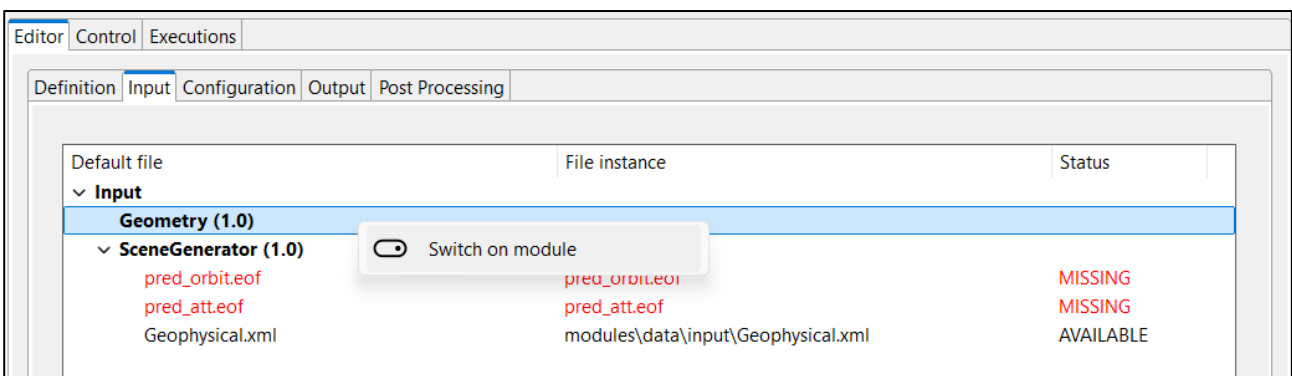 Editor Control Executions
Definition Input Configuration Output Post Processing
Default file File instance Status
Input
Geometry (1.0)
SceneGenerator (1.0) Switch on module
pred_orbit.eof pred_orbit.eof MISSING
pred_att.eof pred_att.eof MISSING
Geophysical.xml modules\data\input\Geophysical.xml AVAILABLE